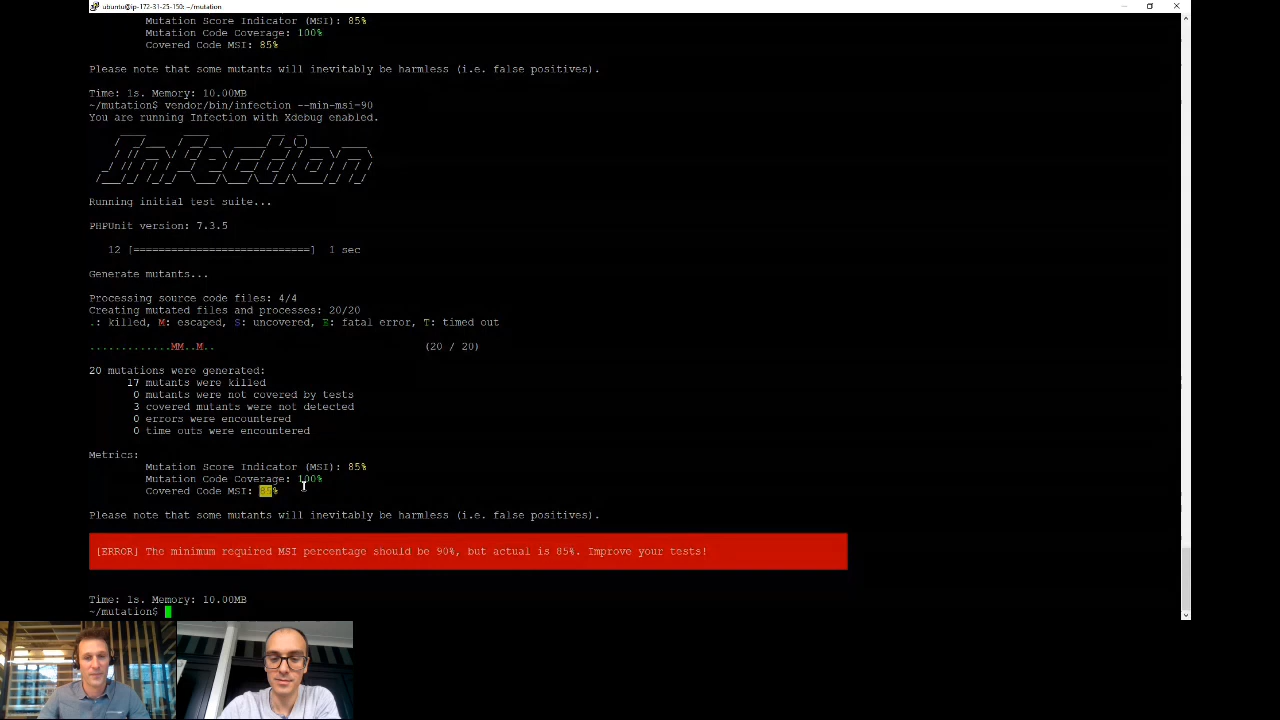 ubuntu@ip-172-31-25-150: ~/mutation
Mutation Score Indicator (MSI): 85%
Mutation Code Coverage: 100%
Covered Code MSI: 85%
Please note that some mutants will inevitably be harmless (i.e. false positives).
Time: 1s. Memory: 10.00MB
~/mutation$ vendor/bin/infection --min-msi=90
You are running Infection with Xdebug enabled.
Infection
Running initial test suite...
PHPUnit version: 7.3.5
12 [============================] 1 sec
Generate mutants...
Processing source code files: 4/4
Creating mutated files and processes: 20/20
.: killed, M: escaped, S: uncovered, E: fatal error, T: timed out
.............MM..M.. (20 / 20)
20 mutations were generated:
17 mutants were killed
0 mutants were not covered by tests
3 covered mutants were not detected
0 errors were encountered
0 time outs were encountered
Metrics:
Mutation Score Indicator (MSI): 85%
Mutation Code Coverage: 100%
Covered Code MSI: 85%
Please note that some mutants will inevitably be harmless (i.e. false positives).
[ERROR] The minimum required MSI percentage should be 90%, but actual is 85%. Improve your tests!
Time: 1s. Memory: 10.00MB
~/mutation$